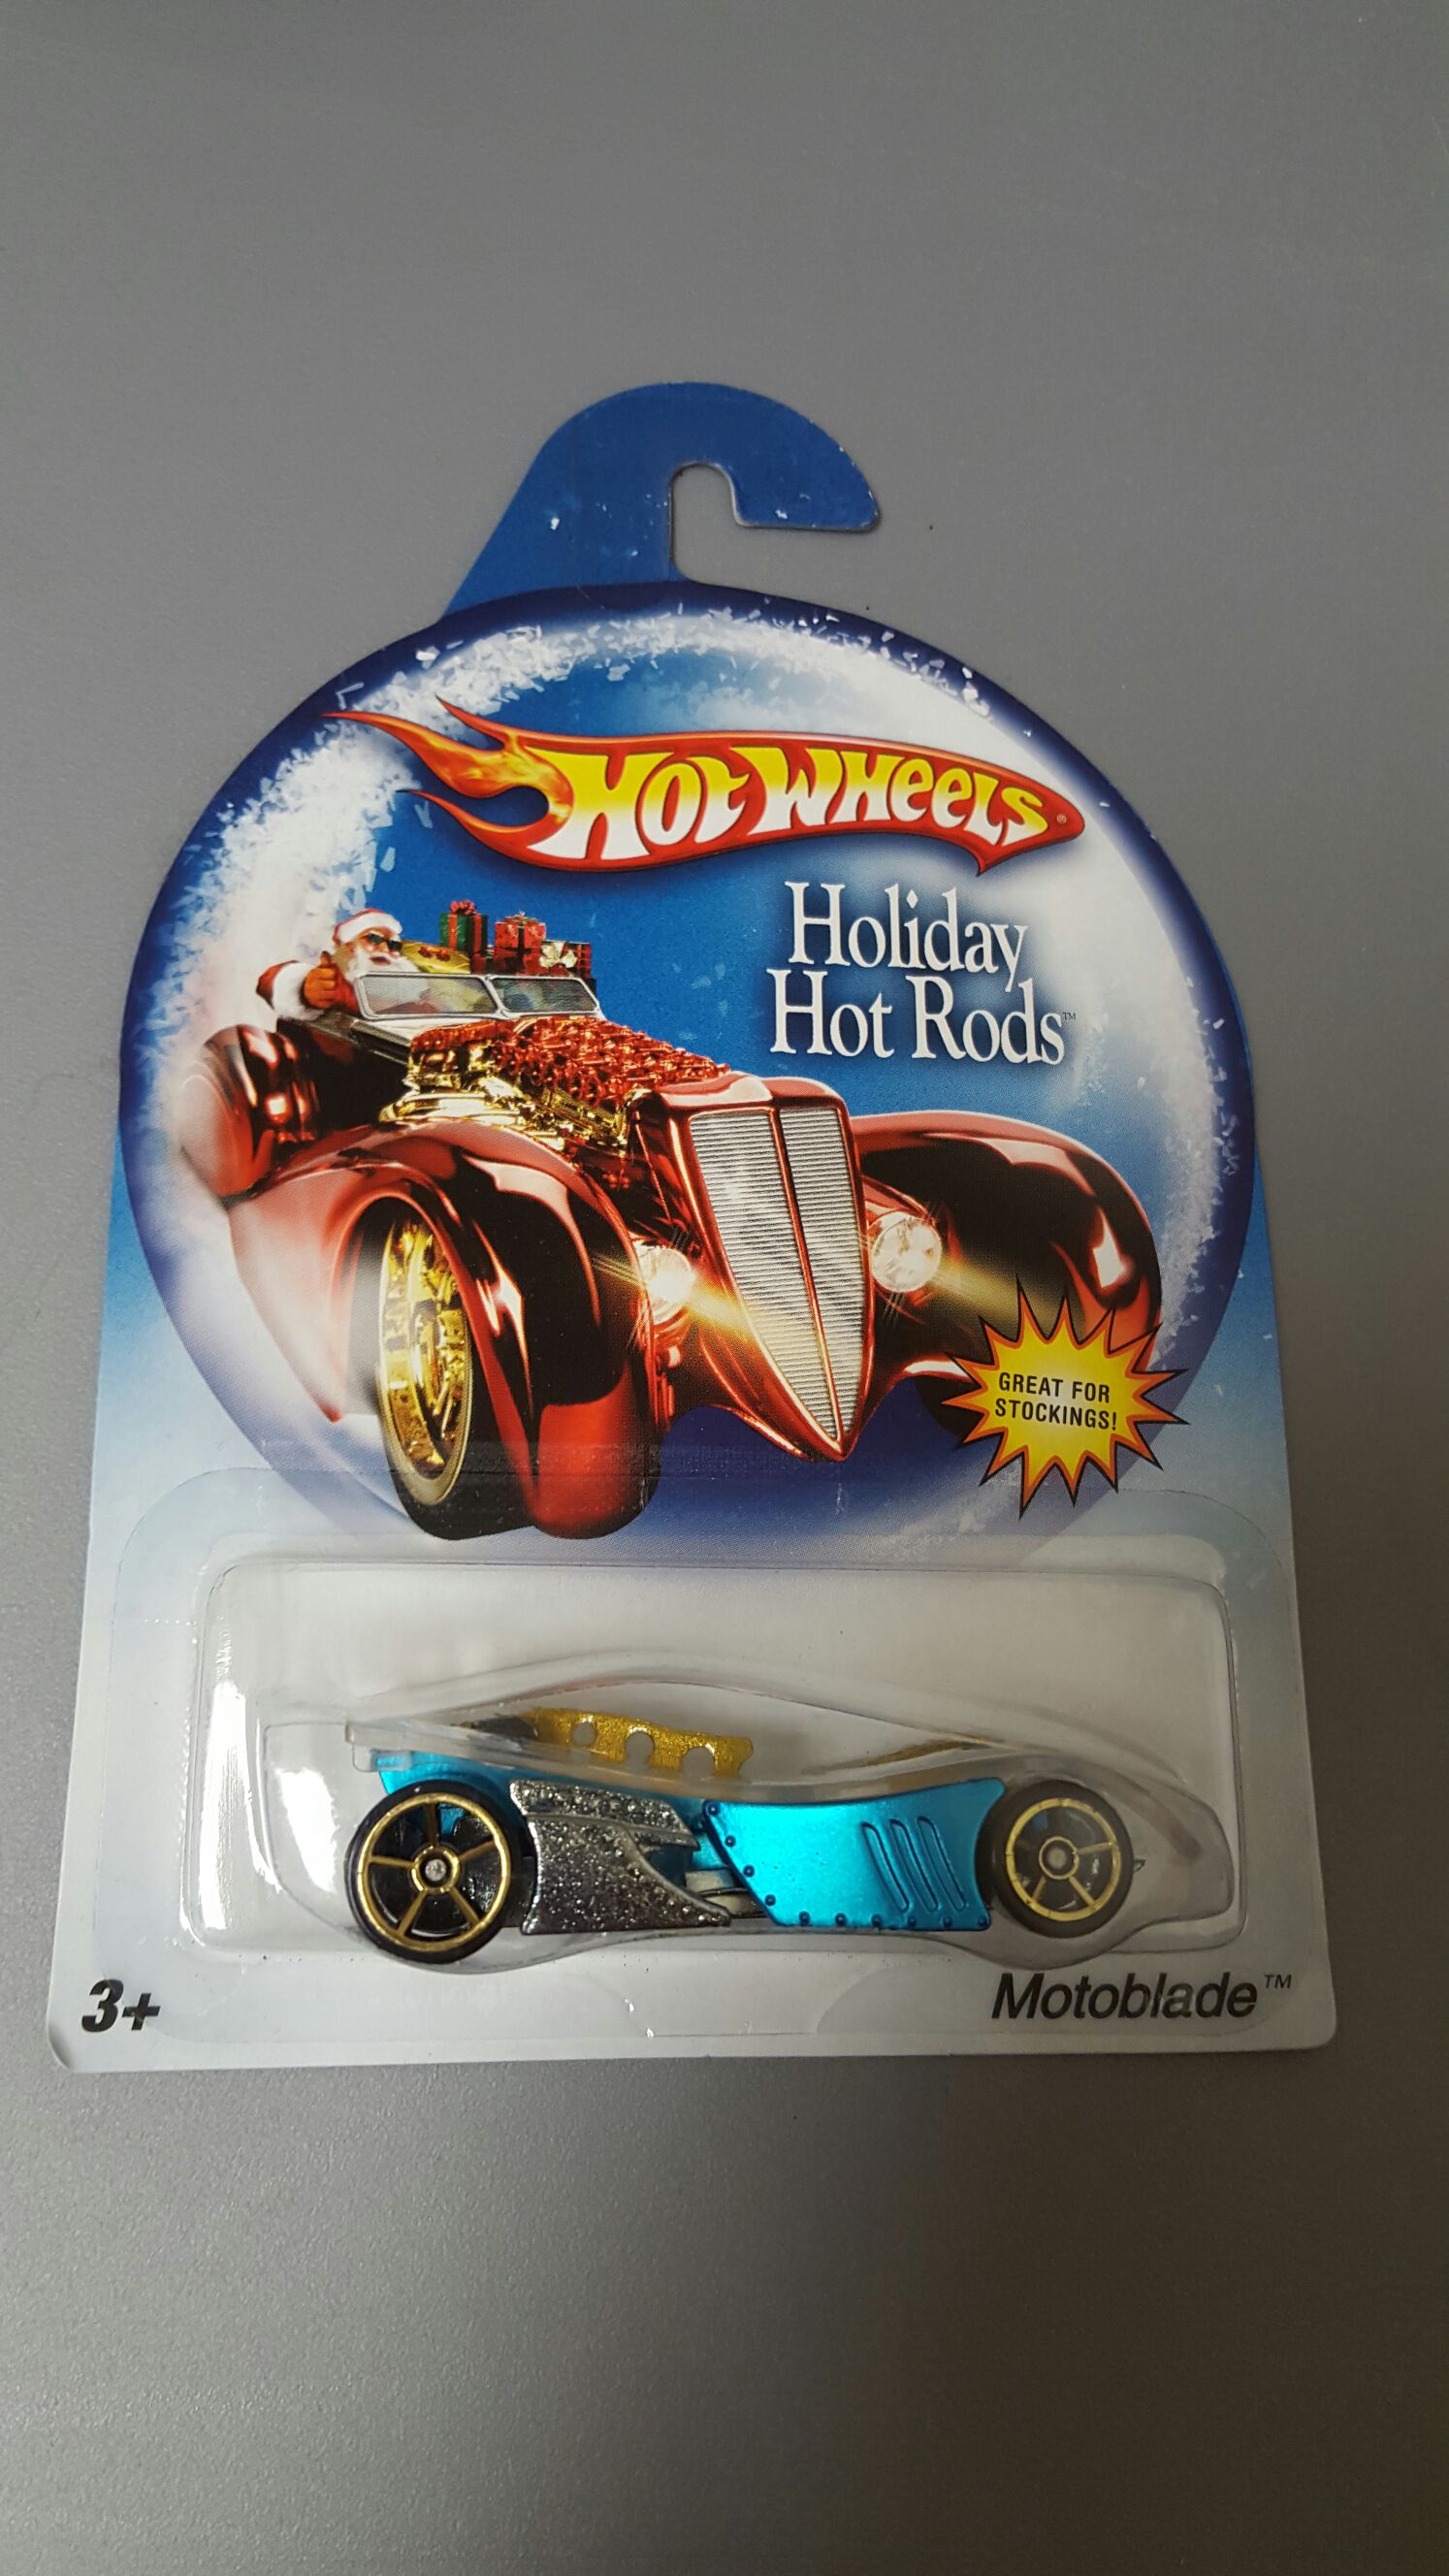 HOT WHEELS®
Holiday
Hot Rods™
GREAT FOR
STOCKINGS!
3+
Motoblade™